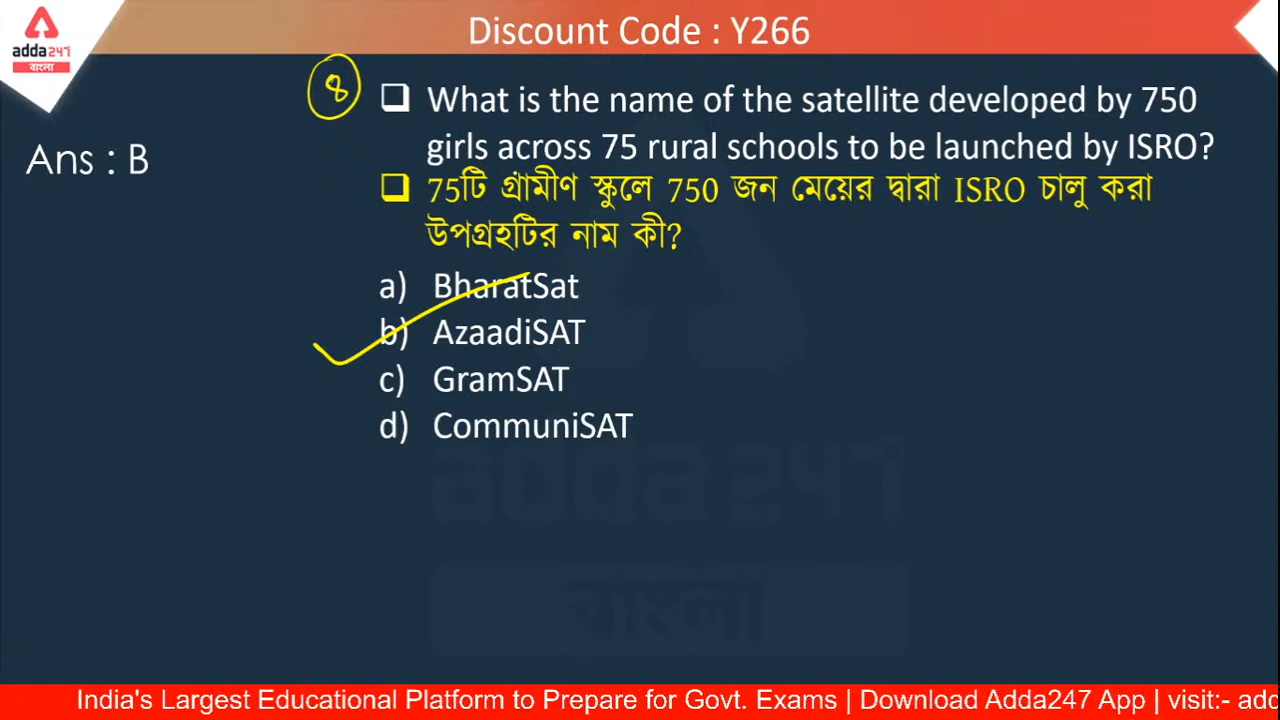 Discount Code : Y266
adda247
বাংলা
8
❑ What is the name of the satellite developed by 750
girls across 75 rural schools to be launched by ISRO?
Ans : B
❑ 75টি গ্রামীণ স্কুলে 750 জন মেয়ের দ্বারা ISRO চালু করা
উপগ্রহটির নাম কী?
a) BharatSat
b) AzaadiSAT
c) GramSAT
d) CommuniSAT
adda247
বাংলা
India's Largest Educational Platform to Prepare for Govt. Exams | Download Adda247 App | visit:- add